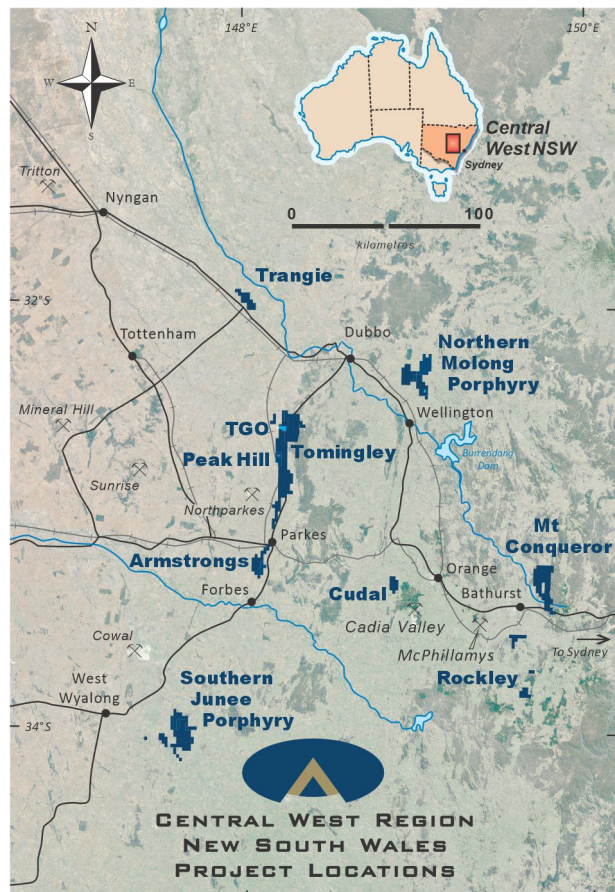 148°E
150°E
N
W
E
S
Central
West NSW
Sydney
0
100
kilometres
Tritton
Nyngan
Trangie
32°S
Tottenham
Dubbo
Northern
Molong
Porphyry
Mineral Hill
TGO
Wellington
Peak Hill
Tomingley
Burrendong
Dam
Sunrise
Northparkes
Mt
Conqueror
Parkes
Armstrongs
Orange
Cudal
Bathurst
Forbes
Cadia Valley
McPhillamys
To Sydney
Cowal
Rockley
West
Wyalong
Southern
Junee
Porphyry
34°S
CENTRAL WEST REGION
NEW SOUTH WALES
PROJECT LOCATIONS